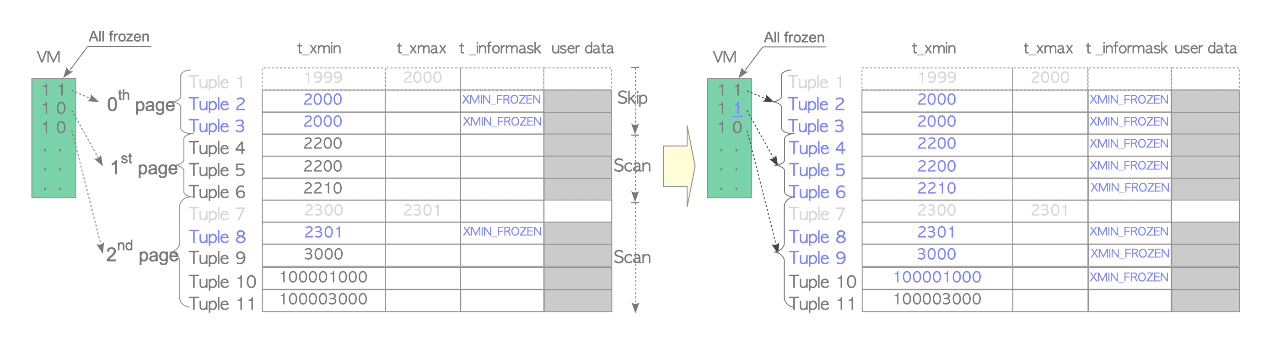 All frozen
VM t_xmin t_xmax t _informask user data
1 1
1 0
1 0
. .
. .
. .
0th page
1st page
2nd page
Tuple 1 1999 2000
Tuple 2 2000 XMIN_FROZEN
Tuple 3 2000 XMIN_FROZEN
Tuple 4 2200
Tuple 5 2200
Tuple 6 2210
Tuple 7 2300 2301
Tuple 8 2301 XMIN_FROZEN
Tuple 9 3000
Tuple 10 100001000
Tuple 11 100003000
Skip
Scan
Scan
All frozen
VM t_xmin t_xmax t _informask user data
1 1
1 1
1 0
. .
. .
. .
Tuple 1 1999 2000
Tuple 2 2000 XMIN_FROZEN
Tuple 3 2000 XMIN_FROZEN
Tuple 4 2200 XMIN_FROZEN
Tuple 5 2200 XMIN_FROZEN
Tuple 6 2210 XMIN_FROZEN
Tuple 7 2300 2301
Tuple 8 2301 XMIN_FROZEN
Tuple 9 3000 XMIN_FROZEN
Tuple 10 100001000 XMIN_FROZEN
Tuple 11 100003000